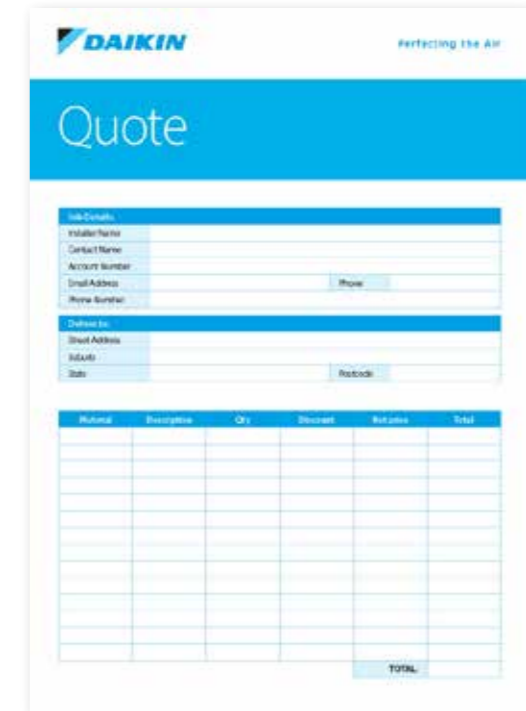 DAIKIN
Perfecting the Air
Quote
Job Details
Installer Name
Contact Name
Account Number
Email Address Phone
Phone Number
Deliver to:
Street Address
Suburb
State Postcode
Material Description Qty Discount Net price Total
TOTAL